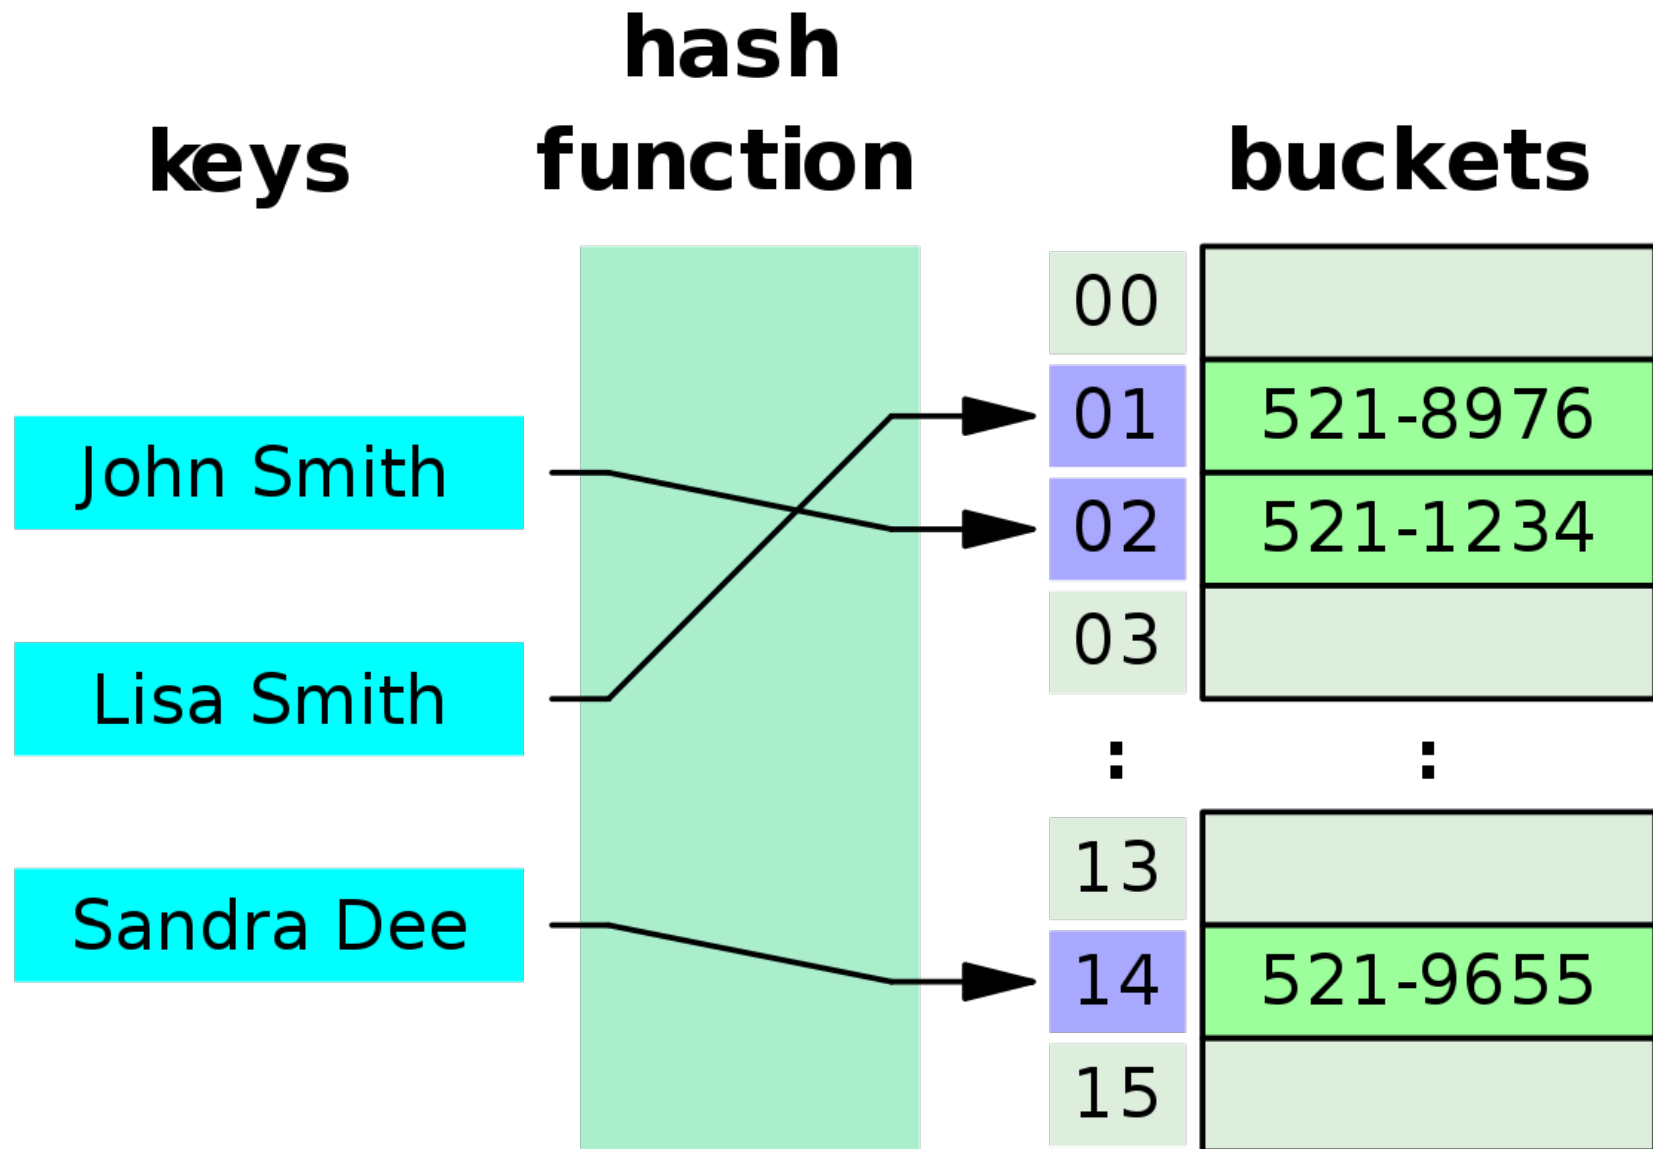 keys
hash
function
buckets
John Smith
Lisa Smith
Sandra Dee
00
01 521-8976
02 521-1234
03
: :
13
14 521-9655
15